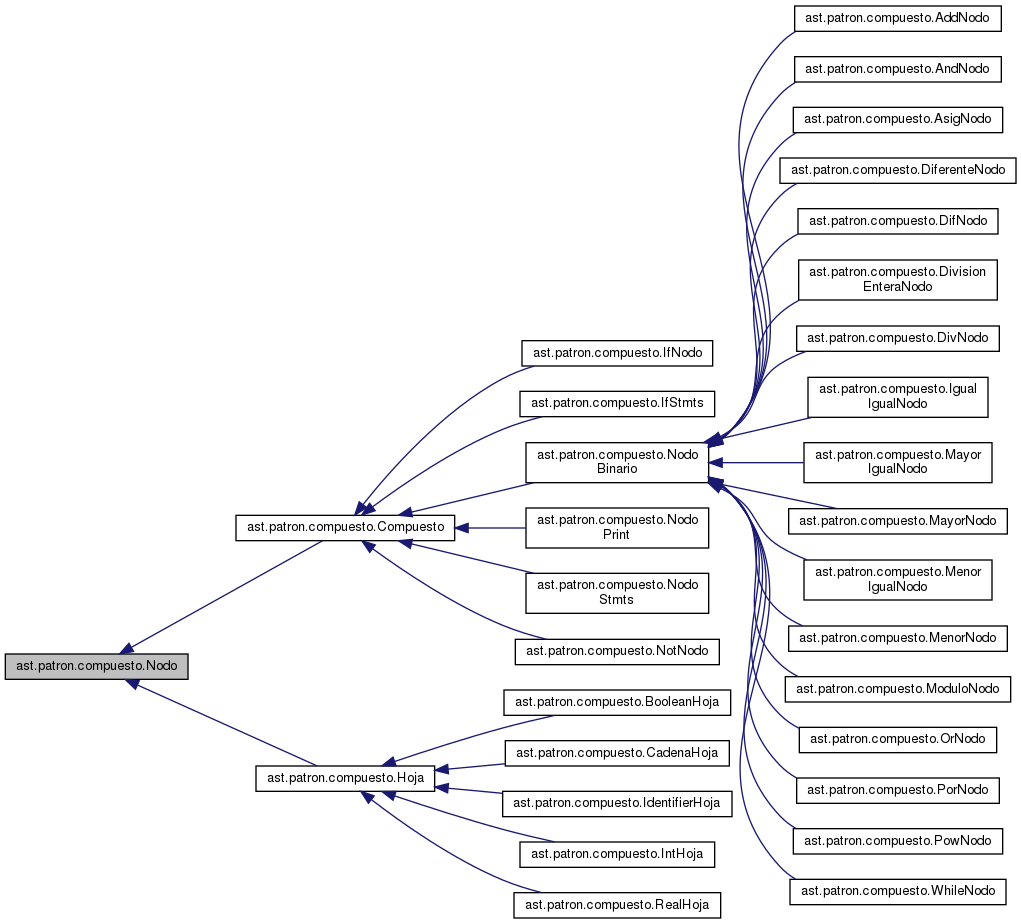 ast.patron.compuesto.Nodo
ast.patron.compuesto.Compuesto
ast.patron.compuesto.Hoja
ast.patron.compuesto.IfNodo
ast.patron.compuesto.IfStmts
ast.patron.compuesto.Nodo
Binario
ast.patron.compuesto.Nodo
Print
ast.patron.compuesto.Nodo
Stmts
ast.patron.compuesto.NotNodo
ast.patron.compuesto.BooleanHoja
ast.patron.compuesto.CadenaHoja
ast.patron.compuesto.IdentifierHoja
ast.patron.compuesto.IntHoja
ast.patron.compuesto.RealHoja
ast.patron.compuesto.AddNodo
ast.patron.compuesto.AndNodo
ast.patron.compuesto.AsigNodo
ast.patron.compuesto.DiferenteNodo
ast.patron.compuesto.DifNodo
ast.patron.compuesto.Division
EnteraNodo
ast.patron.compuesto.DivNodo
ast.patron.compuesto.Igual
IgualNodo
ast.patron.compuesto.Mayor
IgualNodo
ast.patron.compuesto.MayorNodo
ast.patron.compuesto.Menor
IgualNodo
ast.patron.compuesto.MenorNodo
ast.patron.compuesto.ModuloNodo
ast.patron.compuesto.OrNodo
ast.patron.compuesto.PorNodo
ast.patron.compuesto.PowNodo
ast.patron.compuesto.WhileNodo